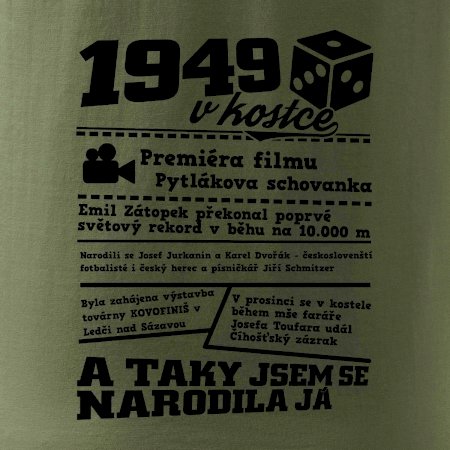 1949
v kostce
Premiéra filmu
Pytlákova schovanka
Emil Zátopek překonal poprvé
světový rekord v běhu na 10.000 m
Narodili se Josef Jurkanin a Karel Dvořák - českoslovenští
fotbalisté i český herec a písničkář Jiří Schmitzer
Byla zahájena výstavba
továrny KOVOFINIŠ v
Ledči nad Sázavou
V prosinci se v kostele
během mše faráře
Josefa Toufara udál
Číhošťský zázrak
A TAKY JSEM SE
NARODILA JÁ